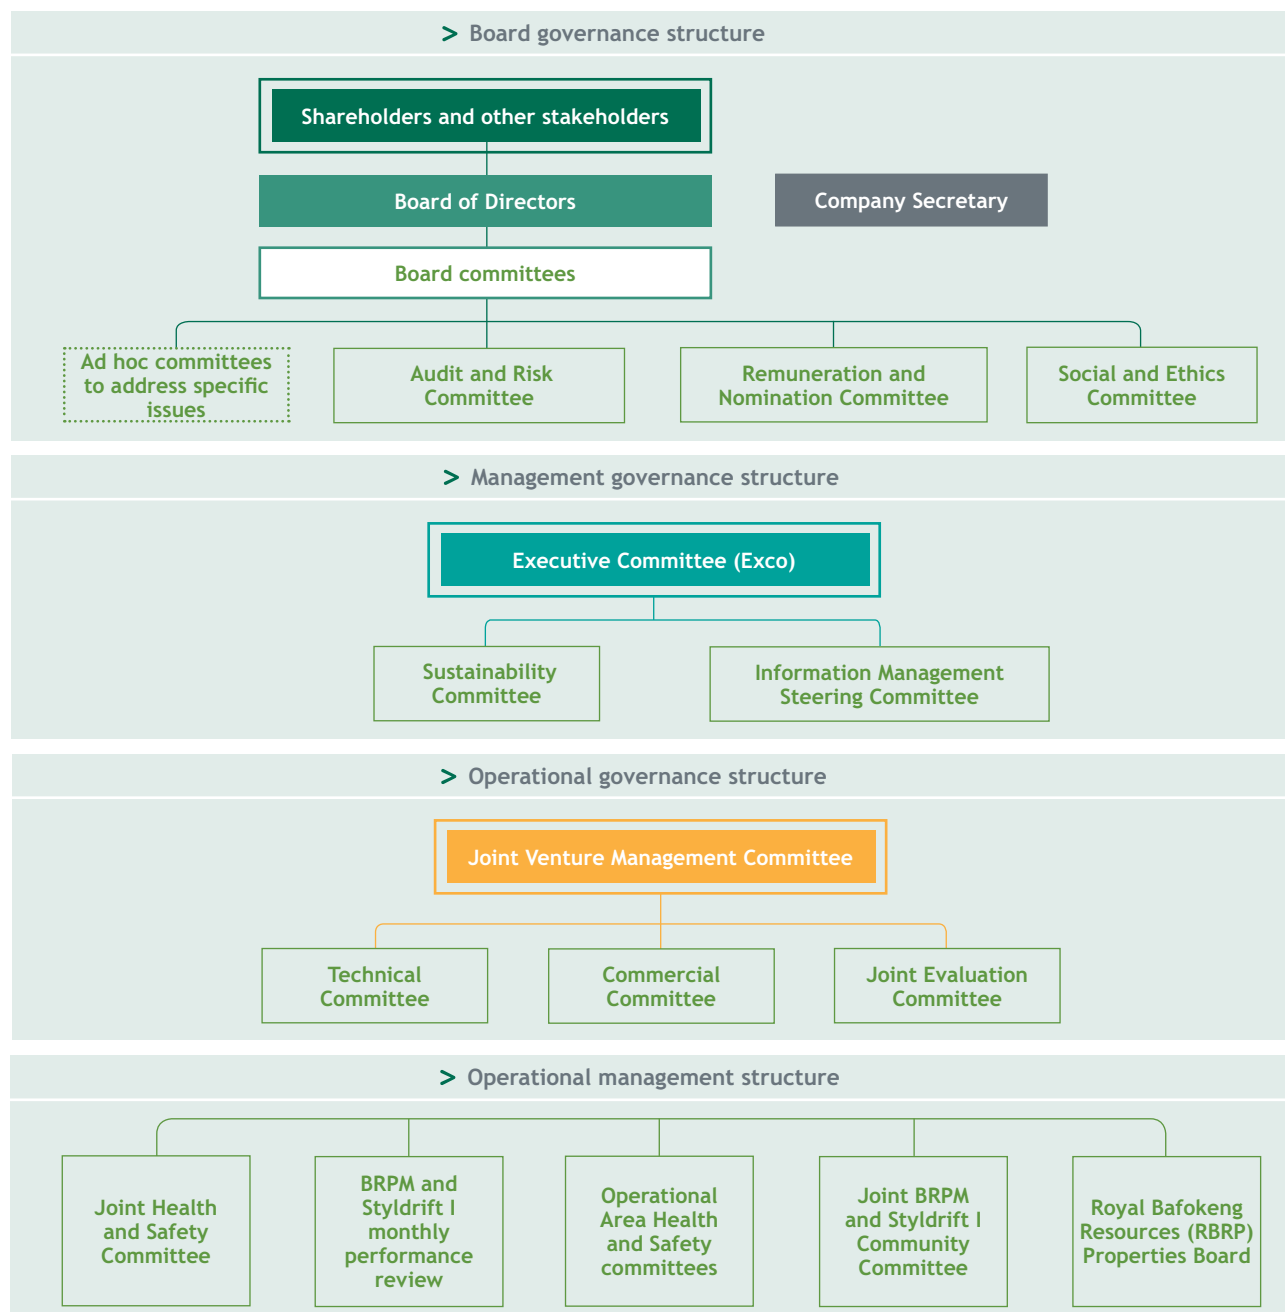 > Board governance structure
Shareholders and other stakeholders
Board of Directors
Company Secretary
Board committees
Ad hoc committees
to address specific
issues
Audit and Risk
Committee
Remuneration and
Nomination Committee
Social and Ethics
Committee
> Management governance structure
Executive Committee (Exco)
Sustainability
Committee
Information Management
Steering Committee
> Operational governance structure
Joint Venture Management Committee
Technical
Committee
Commercial
Committee
Joint Evaluation
Committee
> Operational management structure
Joint Health
and Safety
Committee
BRPM and
Styldrift I
monthly
performance
review
Operational
Area Health
and Safety
committees
Joint BRPM
and Styldrift I
Community
Committee
Royal Bafokeng
Resources (RBRP)
Properties Board